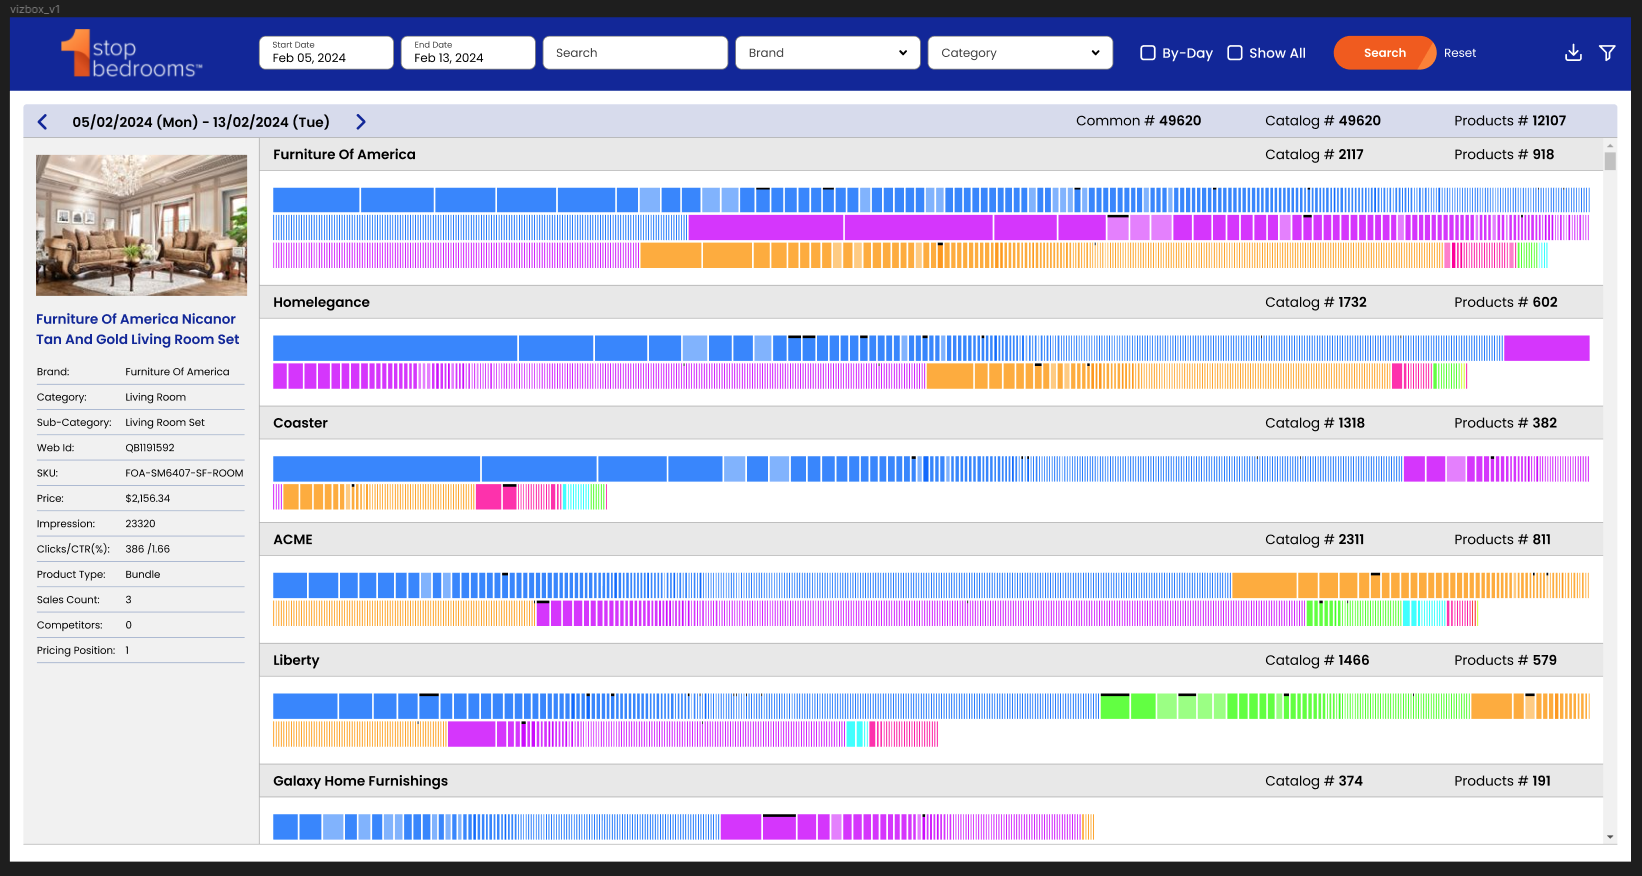 vizbox_v1
1 stop
bedrooms™
Start Date
Feb 05, 2024
End Date
Feb 13, 2024
Search
Brand
Category
By-Day
Show All
Search
Reset
05/02/2024 (Mon) - 13/02/2024 (Tue)
Common # 49620
Catalog # 49620
Products # 12107
Furniture Of America Nicanor
Tan And Gold Living Room Set
Brand: Furniture Of America
Category: Living Room
Sub-Category: Living Room Set
Web Id: QB1191592
SKU: FOA-SM6407-SF-ROOM
Price: $2,156.34
Impression: 23320
Clicks/CTR(%): 386 /1.66
Product Type: Bundle
Sales Count: 3
Competitors: 0
Pricing Position: 1
Furniture Of America Catalog # 2117 Products # 918
Homelegance Catalog # 1732 Products # 602
Coaster Catalog # 1318 Products # 382
ACME Catalog # 2311 Products # 811
Liberty Catalog # 1466 Products # 579
Galaxy Home Furnishings Catalog # 374 Products # 191